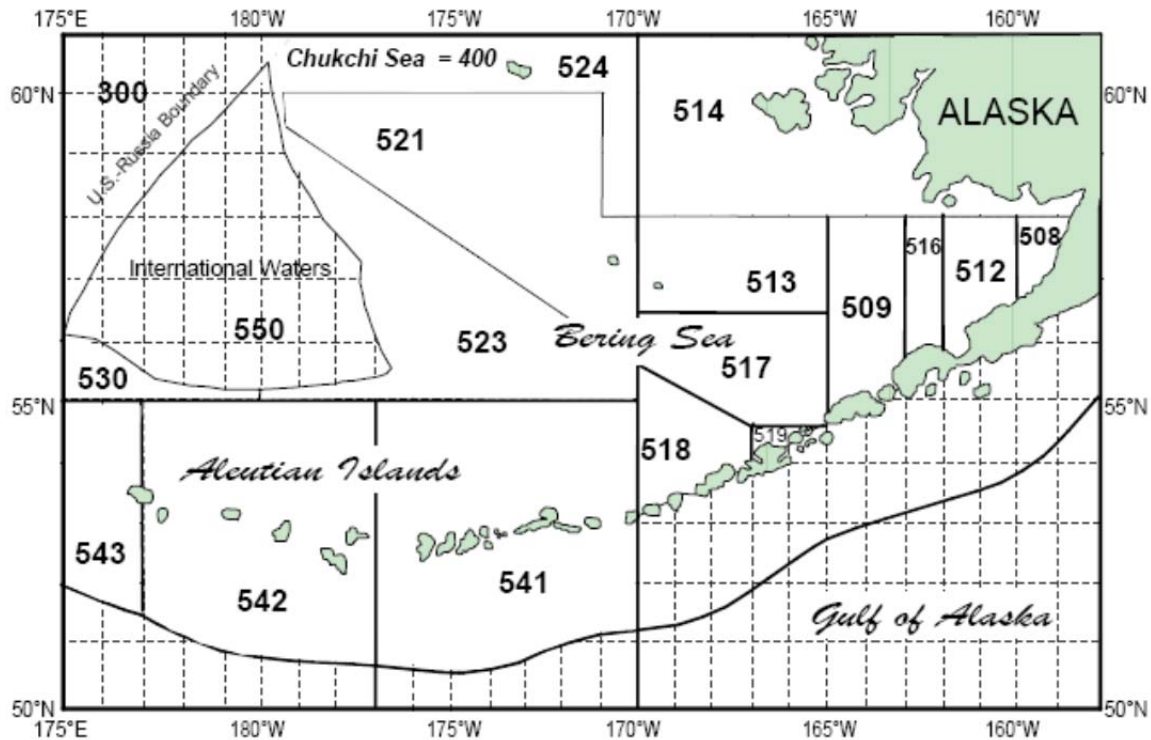 175°E 180°W 175°W 170°W 165°W 160°W
Chukchi Sea = 400
524
300
60°N
60°N
514
ALASKA
U.S.-Russia Boundary
521
508
516
International Waters
512
513
509
550
Bering Sea
523
517
530
55°N
55°N
519
518
Aleutian Islands
543
541
542
Gulf of Alaska
50°N
50°N
175°E 180°W 175°W 170°W 165°W 160°W